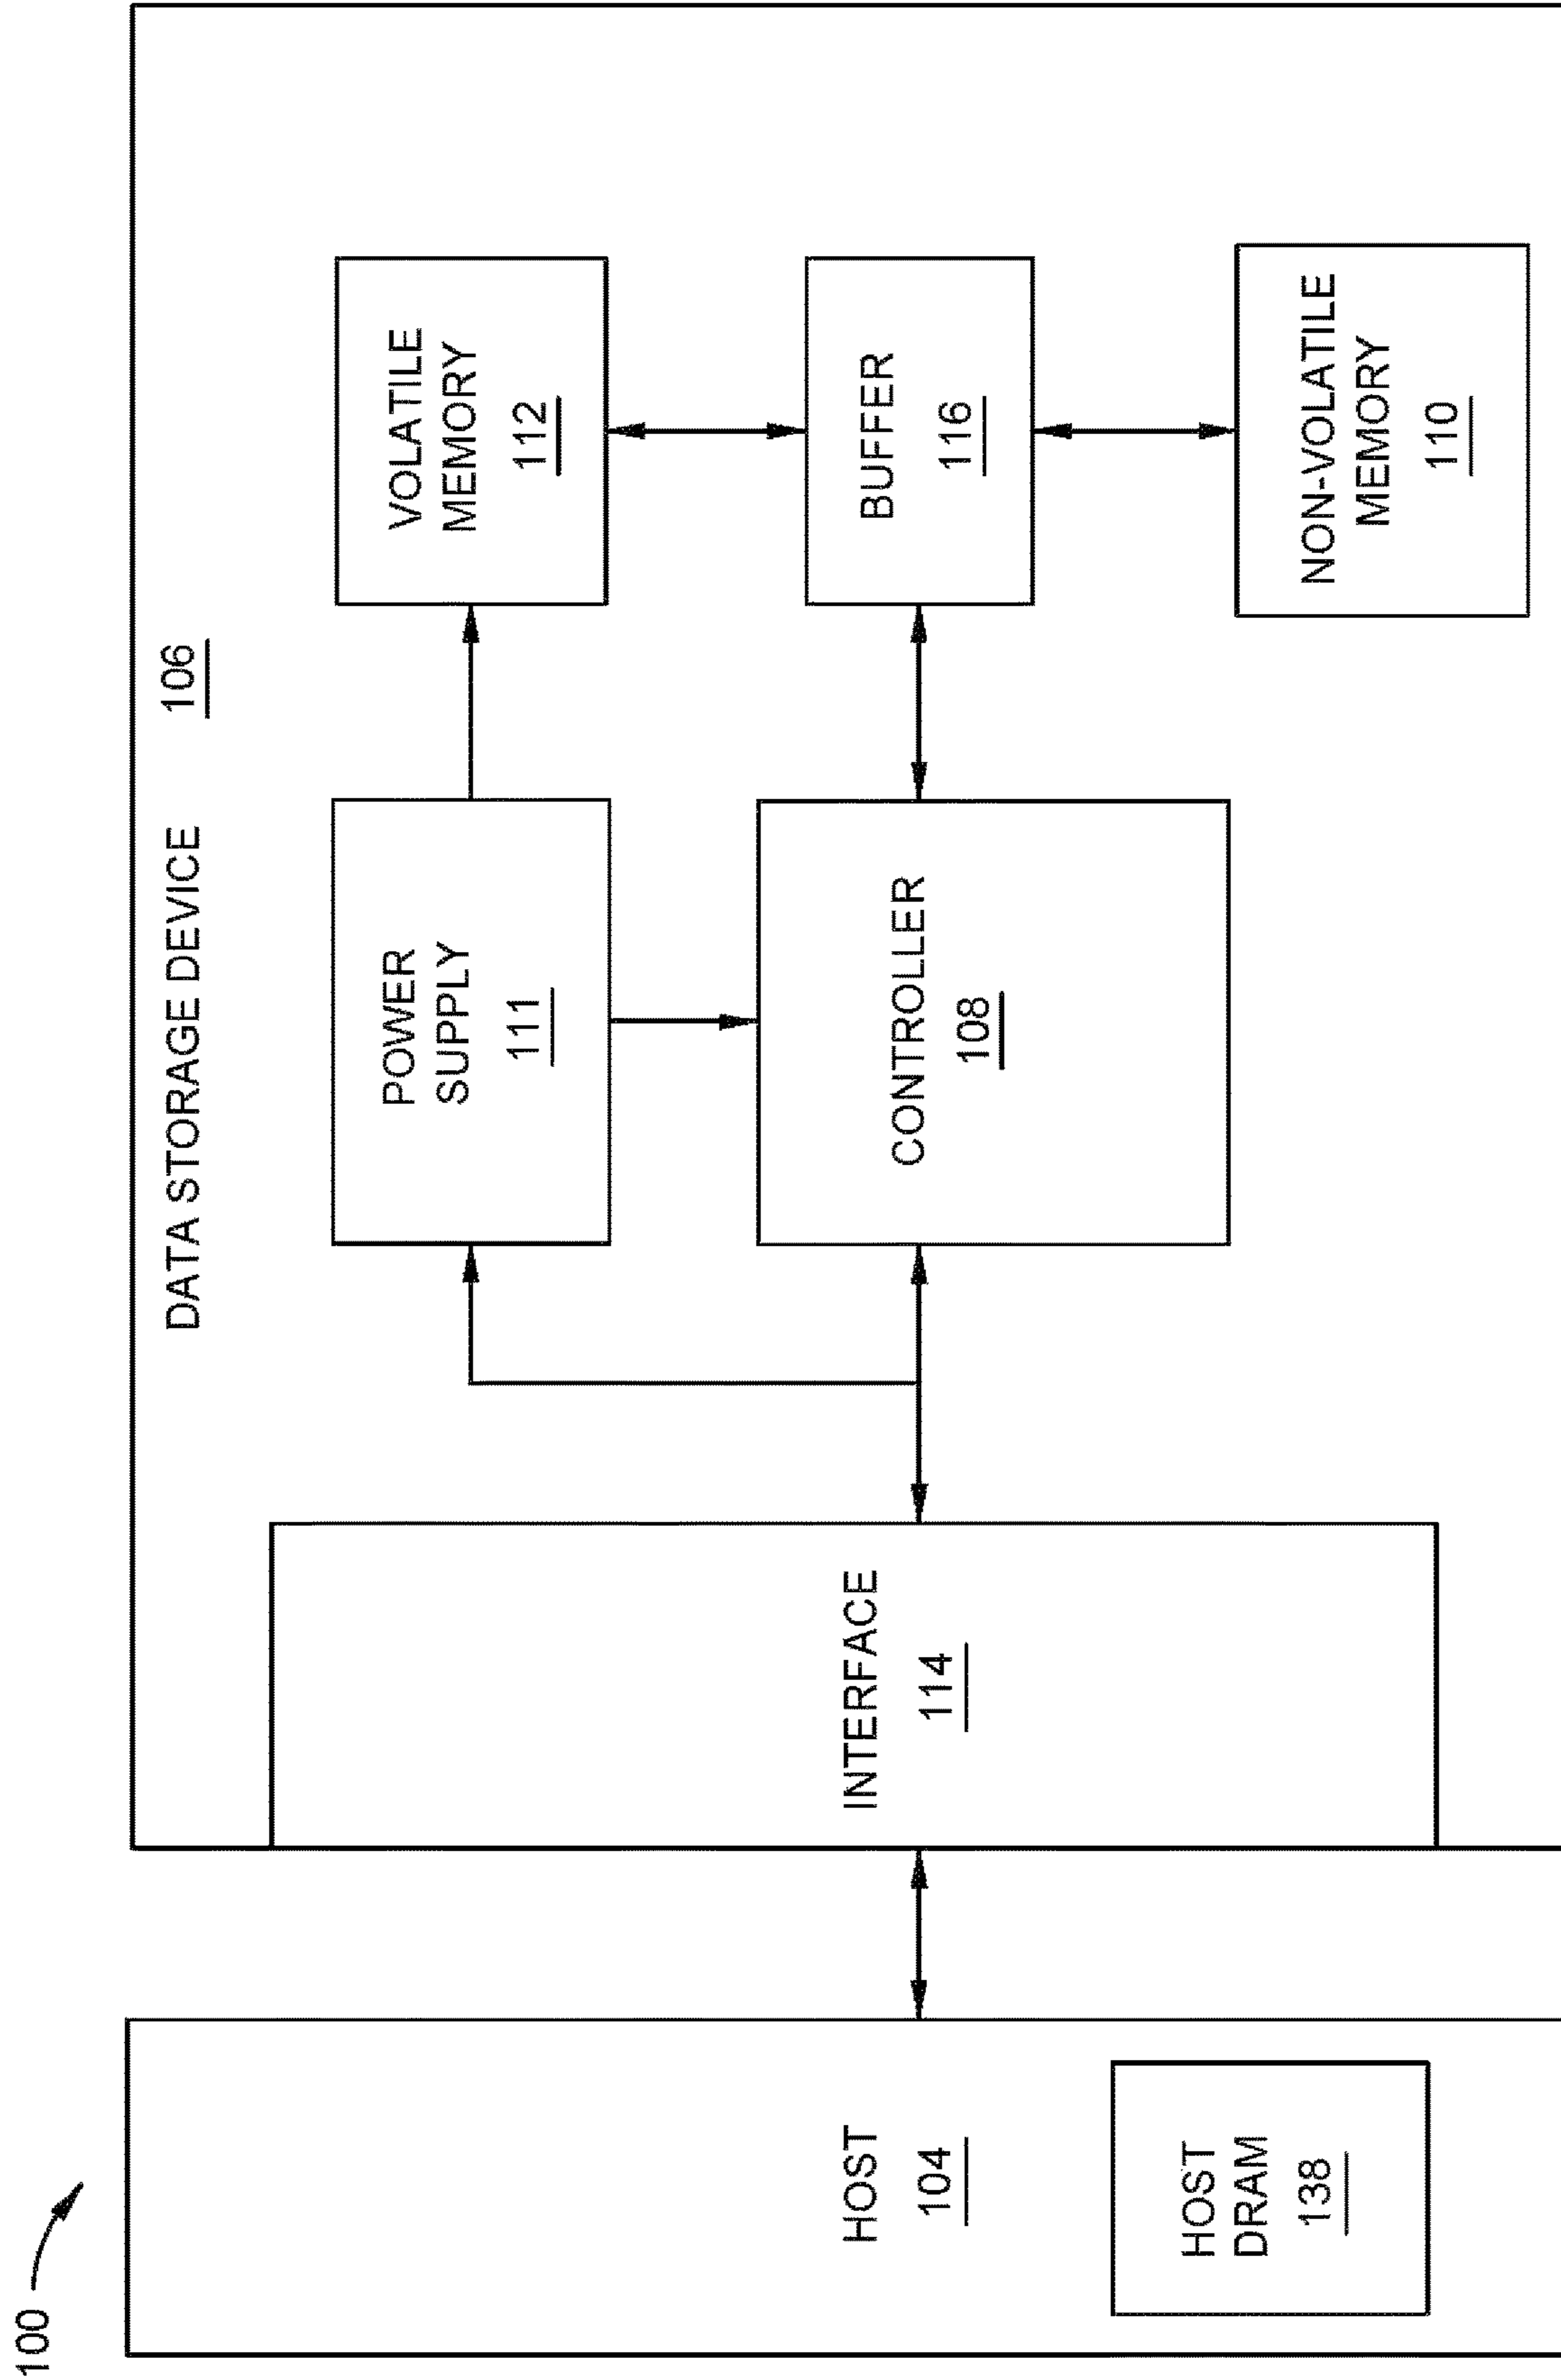 100
HOST
104
HOST
DRAM
138
DATA STORAGE DEVICE 106
INTERFACE
114
POWER
SUPPLY
111
CONTROLLER
108
VOLATILE
MEMORY
112
BUFFER
116
NON-VOLATILE
MEMORY
110